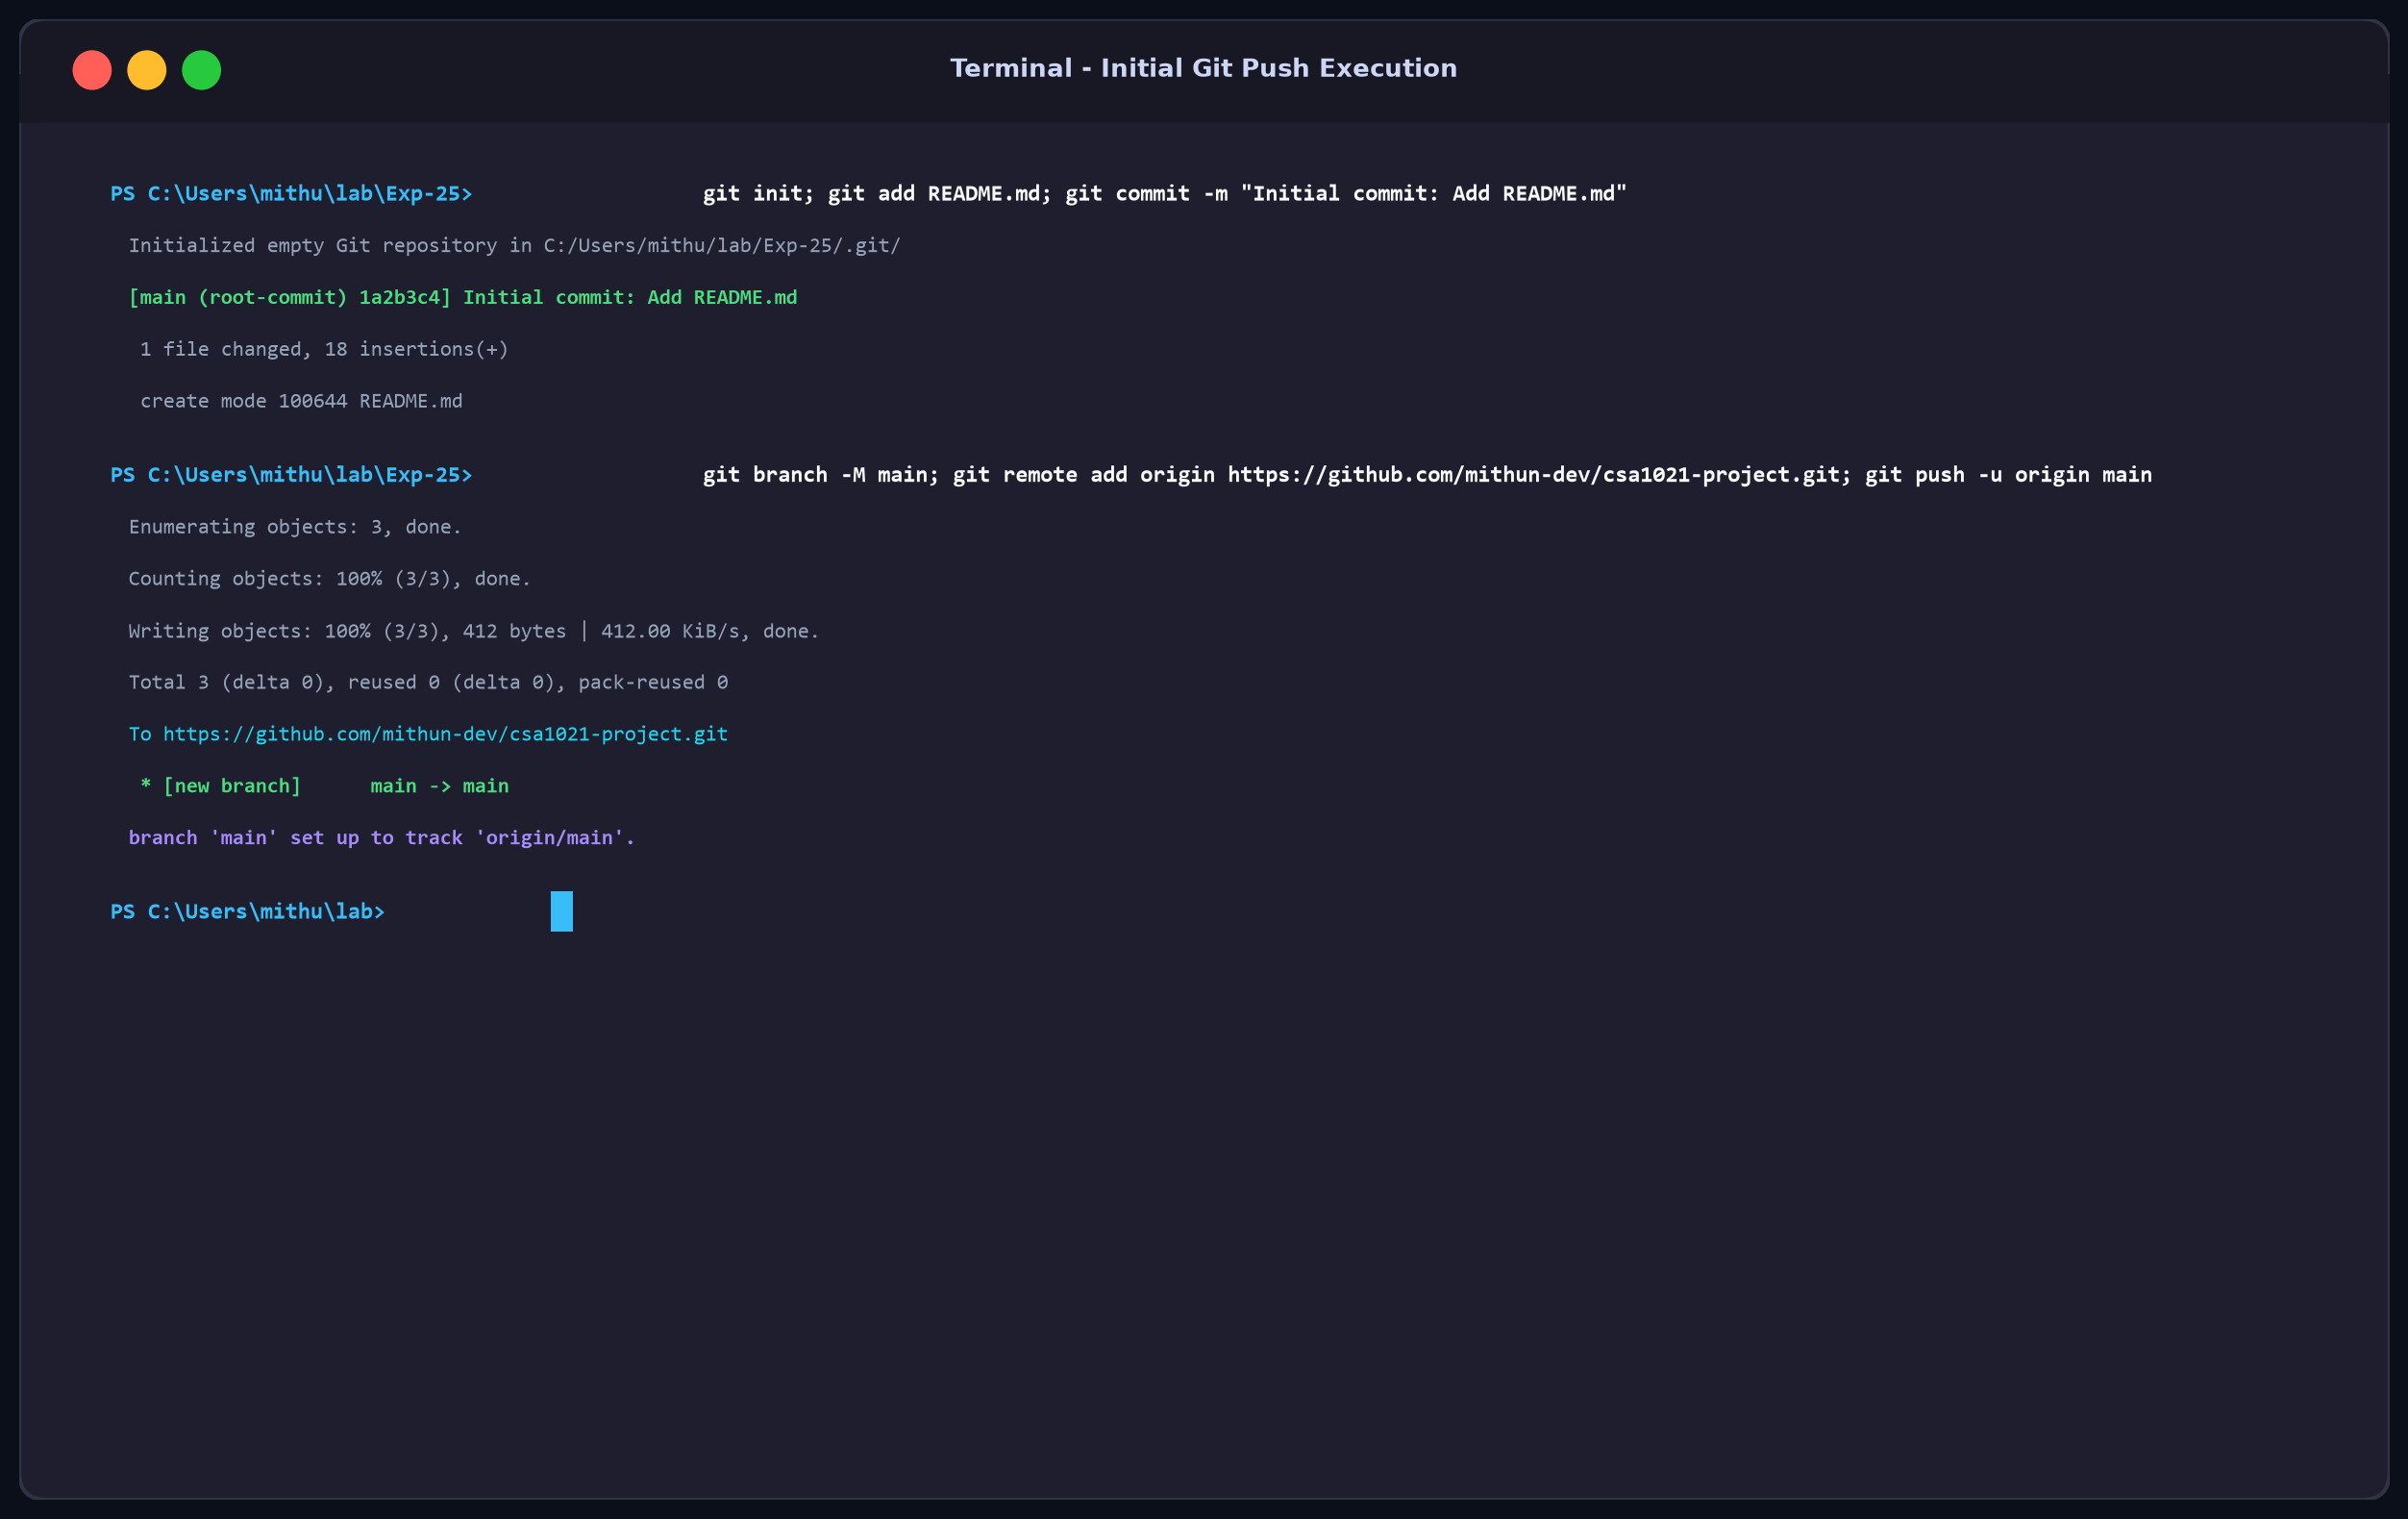 Terminal - Initial Git Push Execution
PS C:\Users\mithu\lab\Exp-25> git init; git add README.md; git commit -m "Initial commit: Add README.md"
Initialized empty Git repository in C:/Users/mithu/lab/Exp-25/.git/
[main (root-commit) 1a2b3c4] Initial commit: Add README.md
1 file changed, 18 insertions(+)
create mode 100644 README.md
PS C:\Users\mithu\lab\Exp-25> git branch -M main; git remote add origin https://github.com/mithun-dev/csa1021-project.git; git push -u origin main
Enumerating objects: 3, done.
Counting objects: 100% (3/3), done.
Writing objects: 100% (3/3), 412 bytes | 412.00 KiB/s, done.
Total 3 (delta 0), reused 0 (delta 0), pack-reused 0
To https://github.com/mithun-dev/csa1021-project.git
* [new branch]      main -> main
branch 'main' set up to track 'origin/main'.
PS C:\Users\mithu\lab>